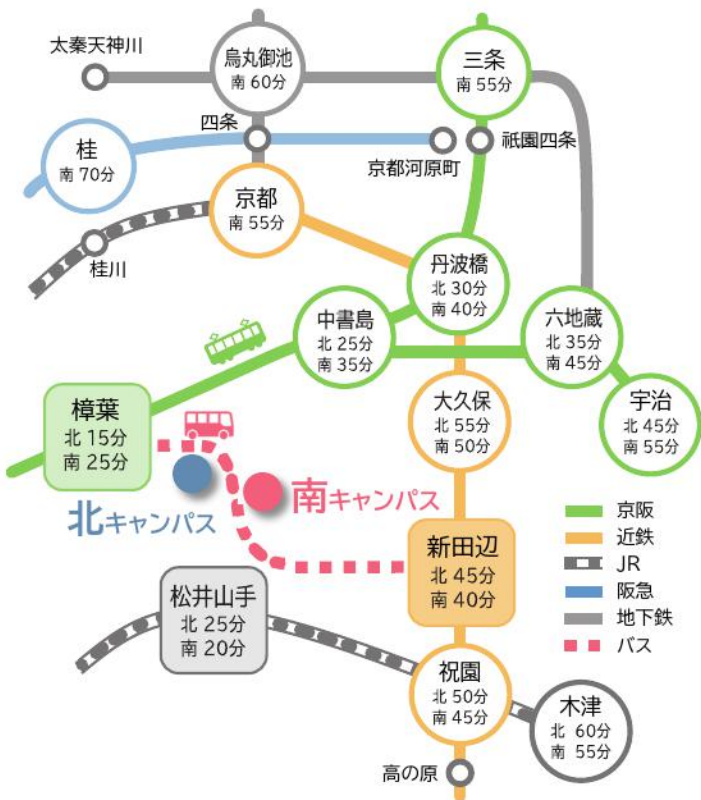 太秦天神川
烏丸御池
南 60分
三条
南 55分
四条
桂
南 70分
京都河原町
祇園四条
京都
南 55分
桂川
丹波橋
北 30分
南 40分
中書島
北 25分
南 35分
六地蔵
北 35分
南 45分
樟葉
北 15分
南 25分
大久保
北 55分
南 50分
宇治
北 45分
南 55分
北キャンパス
南キャンパス
新田辺
北 45分
南 40分
松井山手
北 25分
南 20分
祝園
北 50分
南 45分
木津
北 60分
南 55分
高の原
京阪
近鉄
JR
阪急
地下鉄
バス